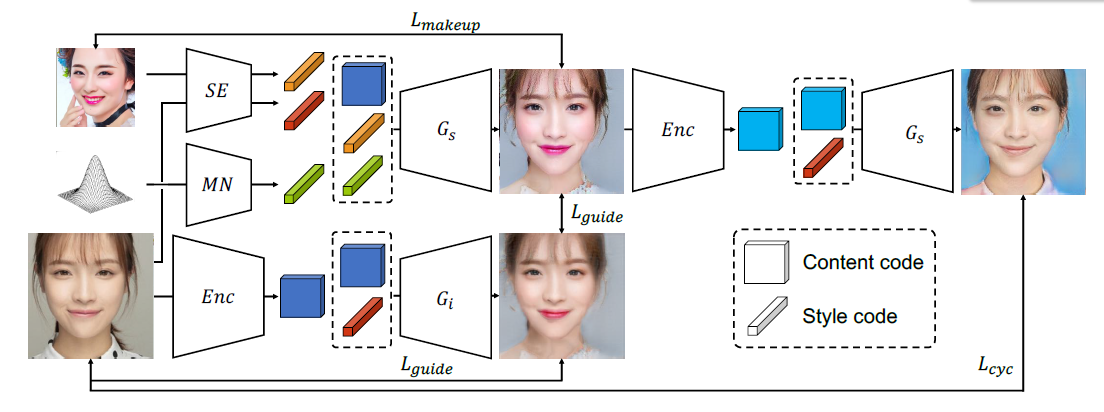 L_makeup
SE
G_s
Enc
G_s
MN
L_guide
Enc
G_i
Content code
Style code
L_guide
L_cyc